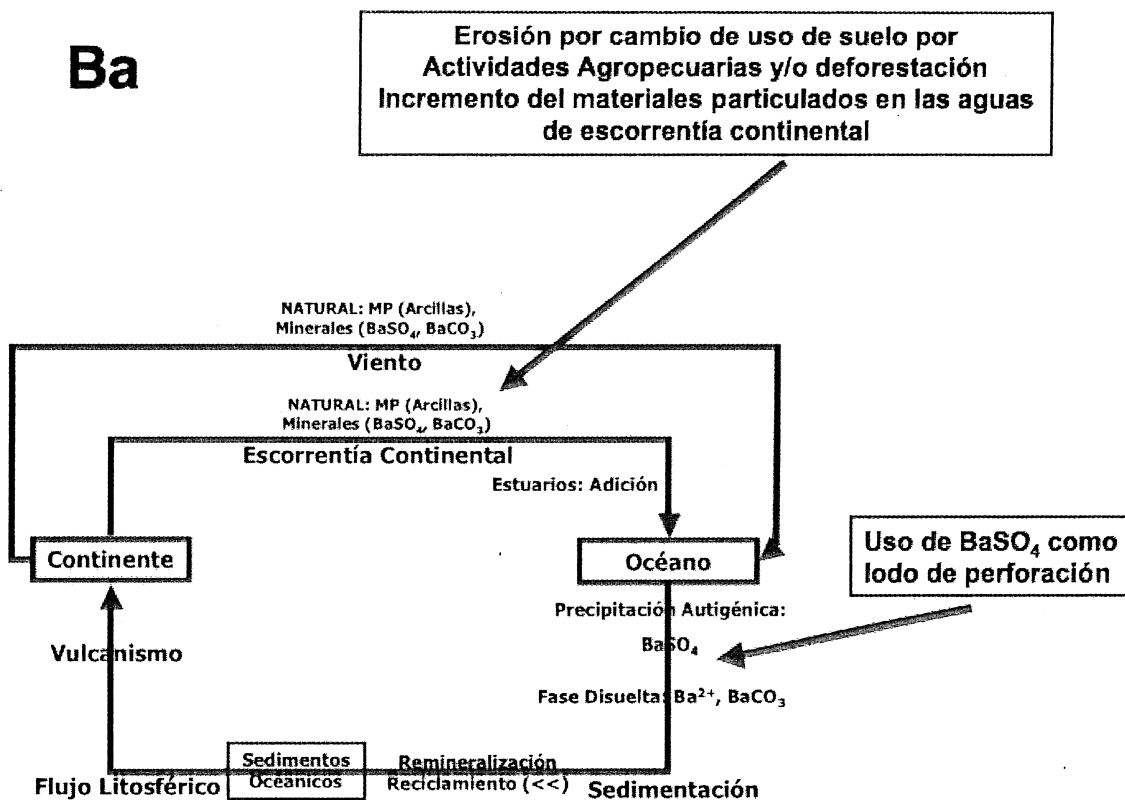 Ba
Erosión por cambio de uso de suelo por
Actividades Agropecuarias y/o deforestación
Incremento del materiales particulados en las aguas
de escorrentía continental
NATURAL: MP (Arcillas),
Minerales (BaSO₄, BaCO₃)
Viento
NATURAL: MP (Arcillas),
Minerales (BaSO₄, BaCO₃)
Escorrentía Continental
Estuarios: Adición
Continente
Océano
Uso de BaSO₄ como
lodo de perforación
Precipitación Autigénica:
BaSO₄
Vulcanismo
Fase Disuelta: Ba²⁺, BaCO₃
Sedimentos
Oceánicos
Remineralización
Reciclamiento (<<)
Flujo Litosférico
Sedimentación